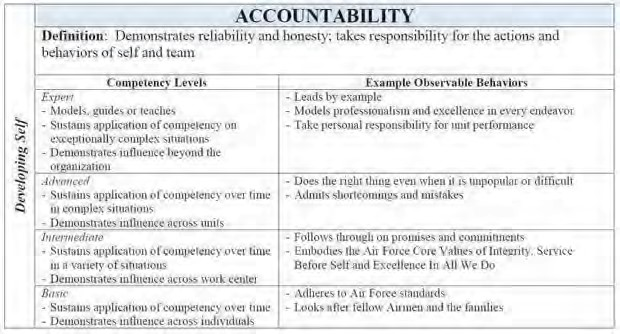 ACCOUNTABILITY
Definition: Demonstrates reliability and honesty; takes responsibility for the actions and
behaviors of self and team
Developing Self
Competency Levels
Example Observable Behaviors
Expert
- Models, guides or teaches
- Sustains application of competency on
exceptionally complex situations
- Demonstrates influence beyond the
organization
- Leads by example
- Models professionalism and excellence in every endeavor
- Take personal responsibility for unit performance
Advanced
- Sustains application of competency over time
in complex situations
- Demonstrates influence across units
- Does the right thing even when it is unpopular or difficult
- Admits shortcomings and mistakes
Intermediate
- Sustains application of competency over time
in a variety of situations
- Demonstrates influence across work center
- Follows through on promises and commitments
- Embodies the Air Force Core Values of Integrity, Service
Before Self and Excellence In All We Do
Basic
- Sustains application of competency over time
- Demonstrates influence across individuals
- Adheres to Air Force standards
- Looks after fellow Airmen and the families